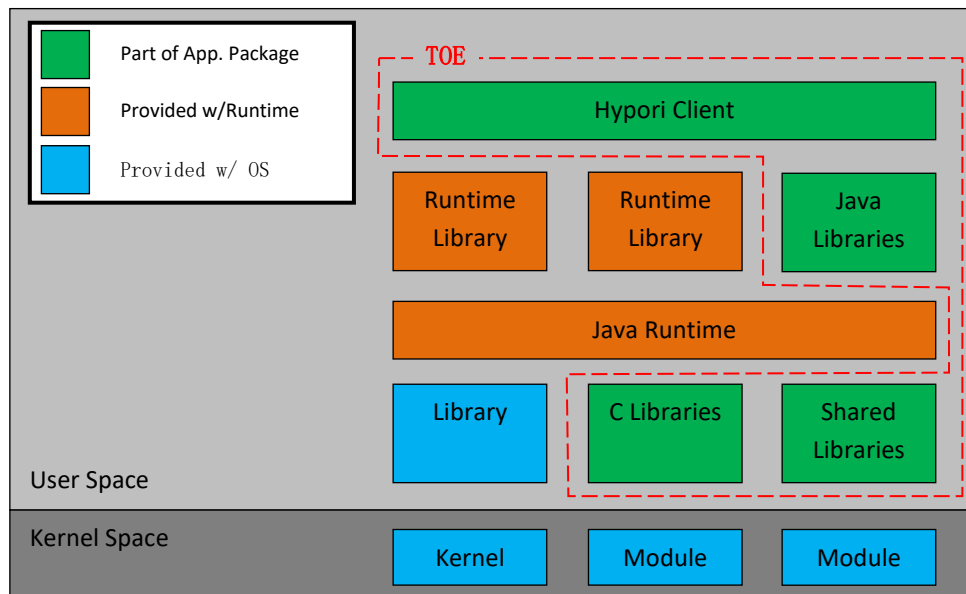 Part of App. Package
Provided w/Runtime
Provided w/ OS
TOE
Hypori Client
Runtime
Library
Runtime
Library
Java
Libraries
Java Runtime
Library
C Libraries
Shared
Libraries
User Space
Kernel Space
Kernel
Module
Module